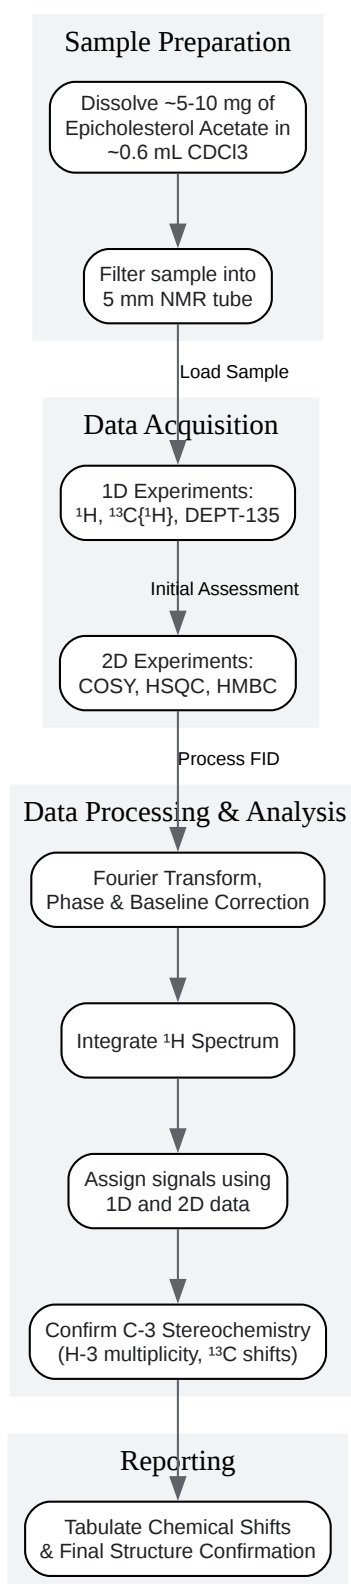 Sample Preparation
Dissolve ~5-10 mg of
Epicholesterol Acetate in
~0.6 mL CDCl3
Filter sample into
5 mm NMR tube
Load Sample
Data Acquisition
1D Experiments:
¹H, ¹³C{¹H}, DEPT-135
Initial Assessment
2D Experiments:
COSY, HSQC, HMBC
Process FID
Data Processing & Analysis
Fourier Transform,
Phase & Baseline Correction
Integrate ¹H Spectrum
Assign signals using
1D and 2D data
Confirm C-3 Stereochemistry
(H-3 multiplicity, ¹³C shifts)
Reporting
Tabulate Chemical Shifts
& Final Structure Confirmation